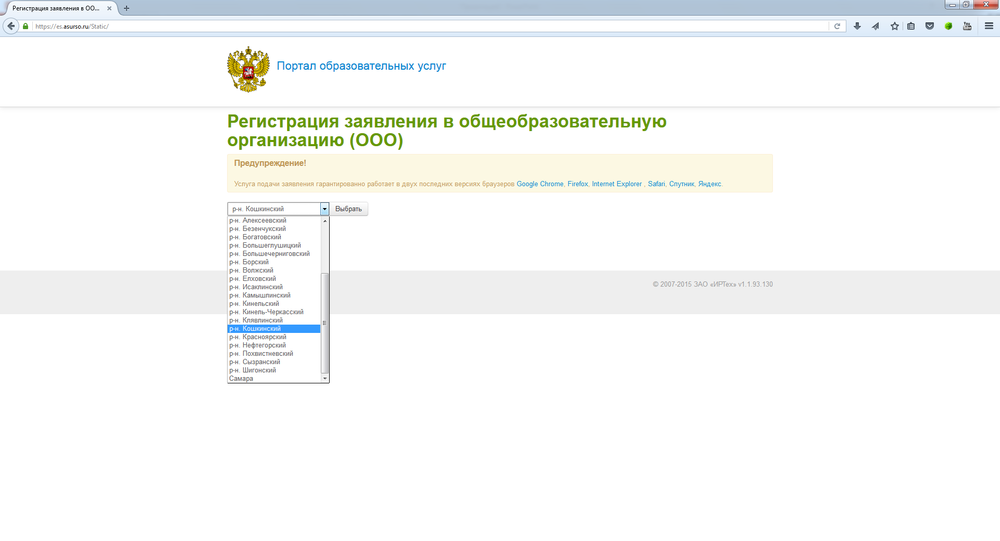 Регистрация заявления в ОО...
https://es.asurso.ru/Static/
You
Tube
Портал образовательных услуг
Регистрация заявления в общеобразовательную
организацию (ООО)
Предупреждение!
Услуга подачи заявления гарантированно работает в двух последних версиях браузеров Google Chrome, Firefox, Internet Explorer , Safari, Спутник, Яндекс.
р-н. Кошкинский
Выбрать
р-н. Алексеевский
р-н. Безенчукский
р-н. Богатовский
р-н. Большеглушицкий
р-н. Большечерниговский
р-н. Борский
р-н. Волжский
р-н. Елховский
р-н. Исаклинский
р-н. Камышлинский
р-н. Кинельский
р-н. Кинель-Черкасский
р-н. Клявлинский
р-н. Кошкинский
р-н. Красноярский
р-н. Нефтегорский
р-н. Похвистневский
р-н. Сызранский
р-н. Шигонский
Самара
© 2007-2015 ЗАО «ИРТех» v1.1.93.130